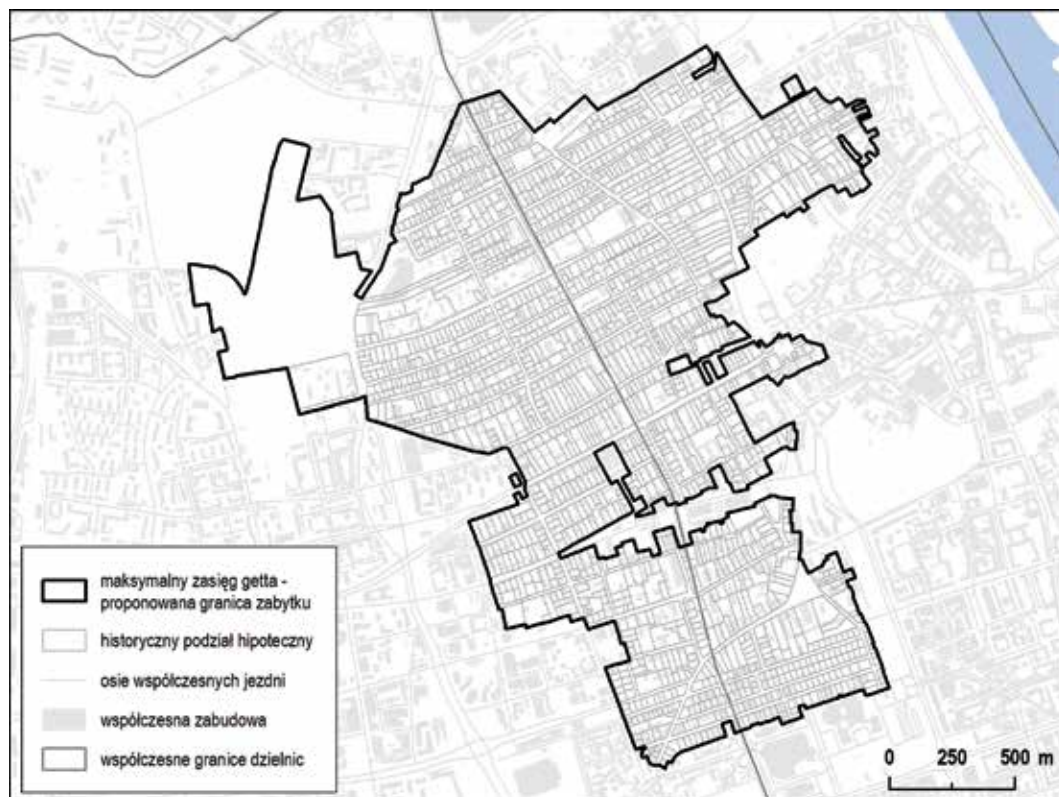 maksymalny zasięg getta -
proponowana granica zabytku
historyczny podział hipoteczny
osie współczesnych jezdni
współczesna zabudowa
współczesne granice dzielnic
0 250 500 m